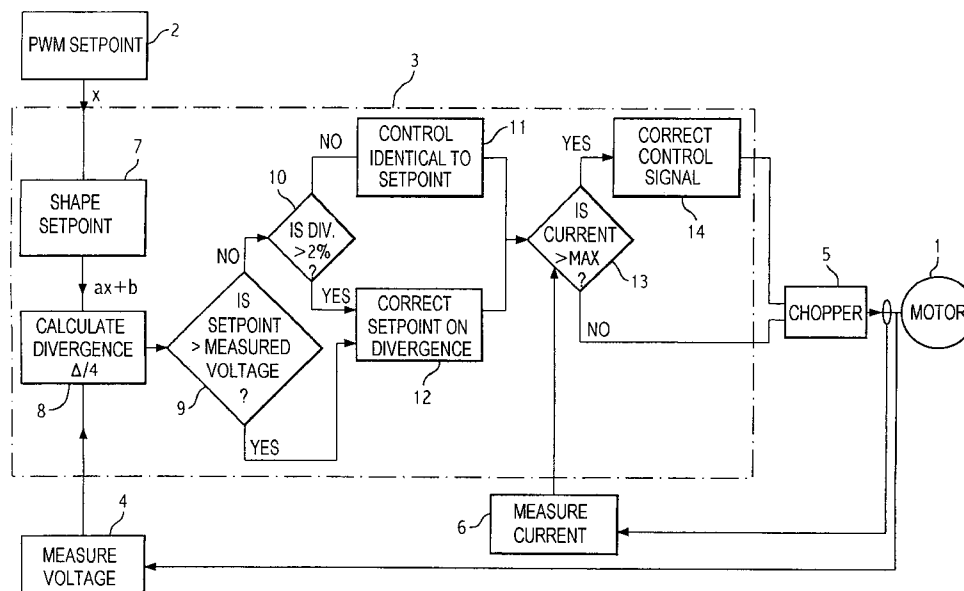 PWM SETPOINT
2
x
3
7
SHAPE
SETPOINT
ax+b
CALCULATE
DIVERGENCE
Δ/4
8
IS
SETPOINT
> MEASURED
VOLTAGE
?
9
NO
YES
10
IS DIV.
>2%
?
NO
YES
CONTROL
IDENTICAL TO
SETPOINT
11
CORRECT
SETPOINT ON
DIVERGENCE
12
IS
CURRENT
>MAX
?
13
YES
NO
CORRECT
CONTROL
SIGNAL
14
5
CHOPPER
1
MOTOR
6
MEASURE
CURRENT
4
MEASURE
VOLTAGE